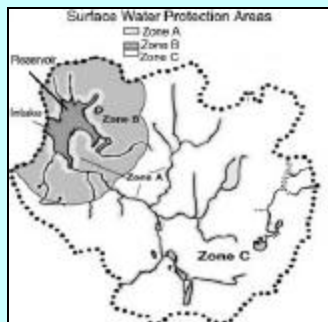 Surface Water Protection Areas
Zone A
Zone B
Zone C
Reservoir
Intake
Zone B
Zone A
Zone C